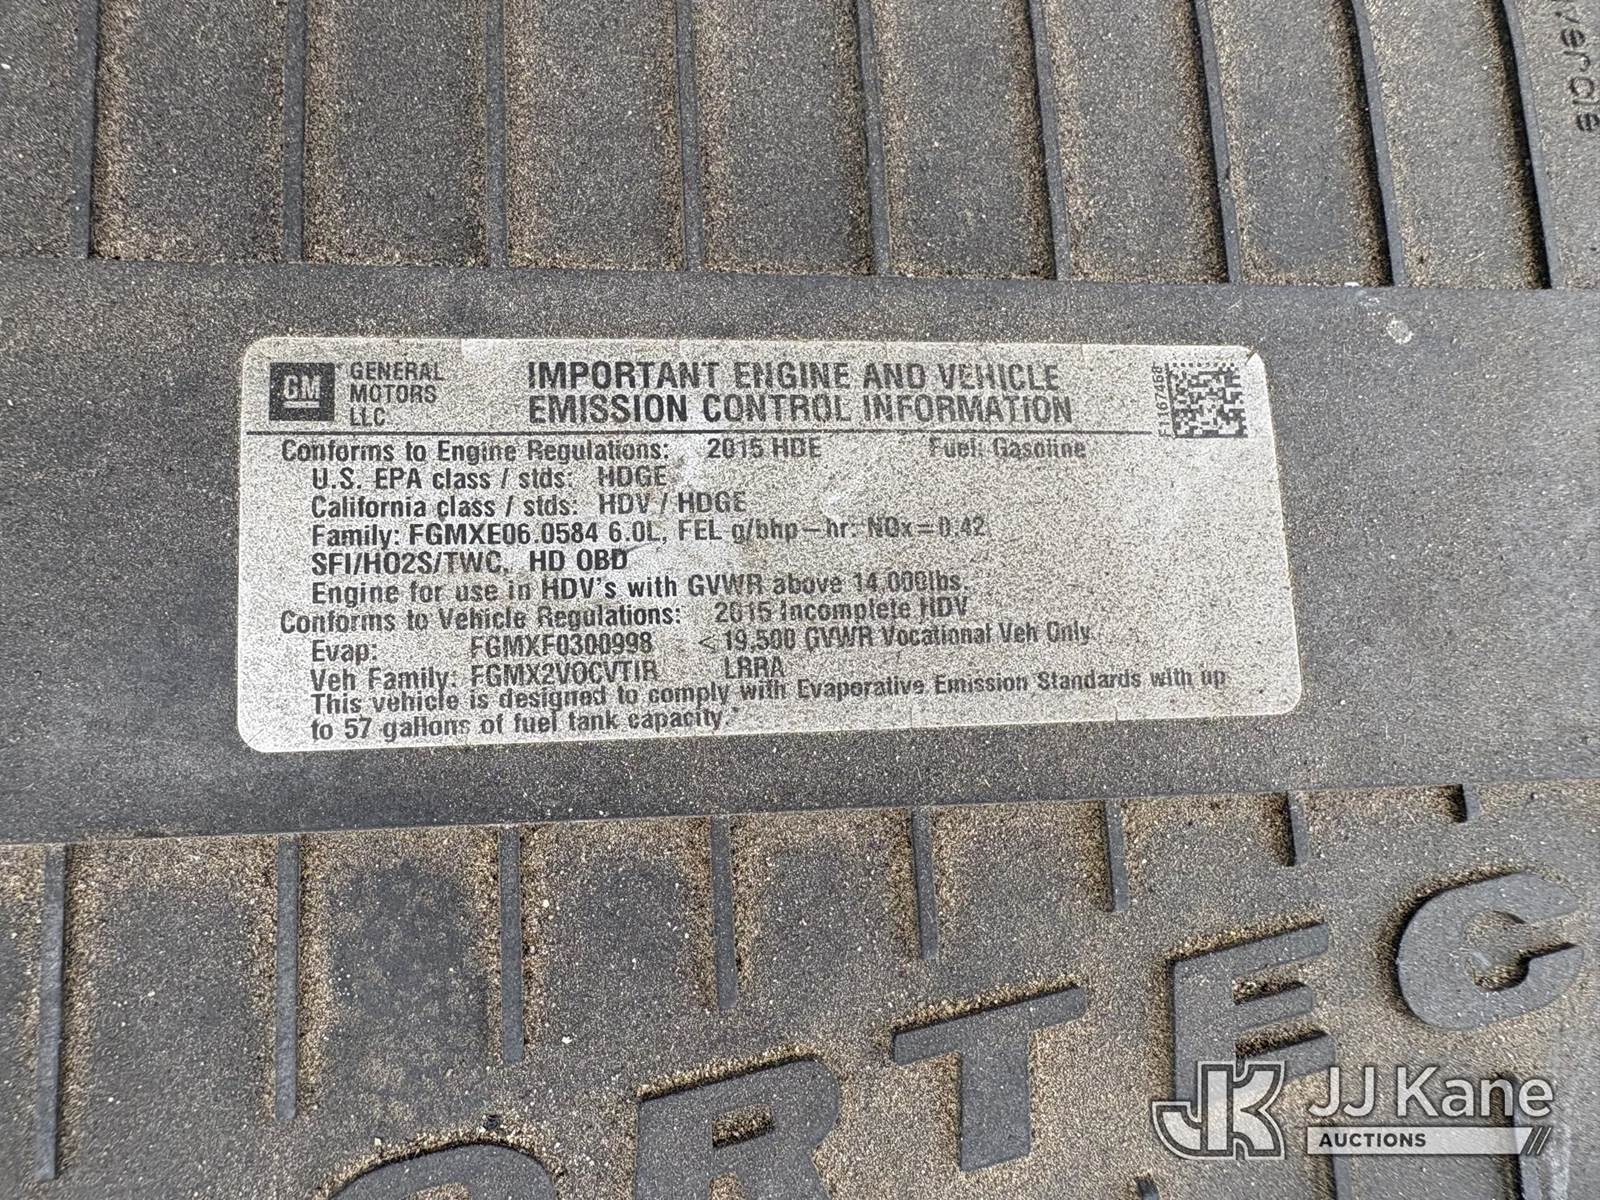 GM
GENERAL
MOTORS
LLC
IMPORTANT ENGINE AND VEHICLE
EMISSION CONTROL INFORMATION
F167468
Conforms to Engine Regulations: 2015 HDE Fuel: Gasoline
U.S. EPA class / stds: HDGE
California class / stds: HDV / HDGE
Family: FGMXE06.0584 6.0L, FEL g/bhp-hr: NOx=0.42
SFI/HO2S/TWC, HD OBD
Engine for use in HDV's with GVWR above 14,000lbs.
Conforms to Vehicle Regulations: 2015 Incomplete HDV
Evap: FGMXF0300998 <19,500 GVWR Vocational Veh Only
Veh Family: FGMX2VOCVTIR LRRA
This vehicle is designed to comply with Evaporative Emission Standards with up
to 57 gallons of fuel tank capacity.
ORTEC
JK JJ Kane
AUCTIONS